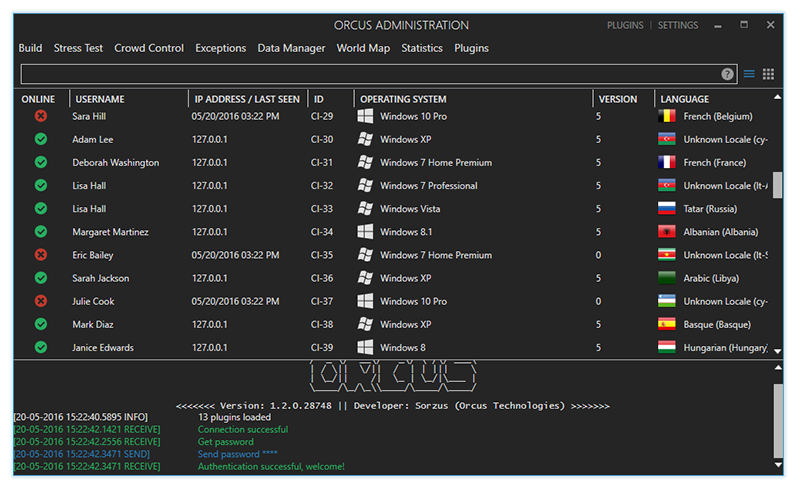 ORCUS ADMINISTRATION PLUGINS | SETTINGS
Build Stress Test Crowd Control Exceptions Data Manager World Map Statistics Plugins
?
ONLINE USERNAME IP ADDRESS / LAST SEEN ID OPERATING SYSTEM VERSION LANGUAGE
Sara Hill 05/20/2016 03:22 PM CI-29 Windows 10 Pro 5 French (Belgium)
Adam Lee 127.0.0.1 CI-30 Windows XP 5 Unknown Locale (cy-
Deborah Washington 127.0.0.1 CI-31 Windows 7 Home Premium 5 French (France)
Lisa Hall 127.0.0.1 CI-32 Windows 7 Professional 5 Unknown Locale (lt-
Lisa Hall 127.0.0.1 CI-33 Windows Vista 5 Tatar (Russia)
Margaret Martinez 127.0.0.1 CI-34 Windows 8.1 5 Albanian (Albania)
Eric Bailey 05/20/2016 03:22 PM CI-35 Windows 7 Home Premium 0 Unknown Locale (lt-
Sarah Jackson 127.0.0.1 CI-36 Windows XP 5 Arabic (Libya)
Julie Cook 05/20/2016 03:22 PM CI-37 Windows 10 Pro 0 Unknown Locale (cy-
Mark Diaz 127.0.0.1 CI-38 Windows XP 5 Basque (Basque)
Janice Edwards 127.0.0.1 CI-39 Windows 8 5 Hungarian (Hungary)
ORCUS
<<<<<<< Version: 1.2.0.28748 || Developer: Sorzus (Orcus Technologies) >>>>>>>
[20-05-2016 15:22:40.5895 INFO] 13 plugins loaded
[20-05-2016 15:22:42.1421 RECEIVE] Connection successful
[20-05-2016 15:22:42.2556 RECEIVE] Get password
[20-05-2016 15:22:42.3471 SEND] Send password ****
[20-05-2016 15:22:42.3471 RECEIVE] Authentication successful, welcome!